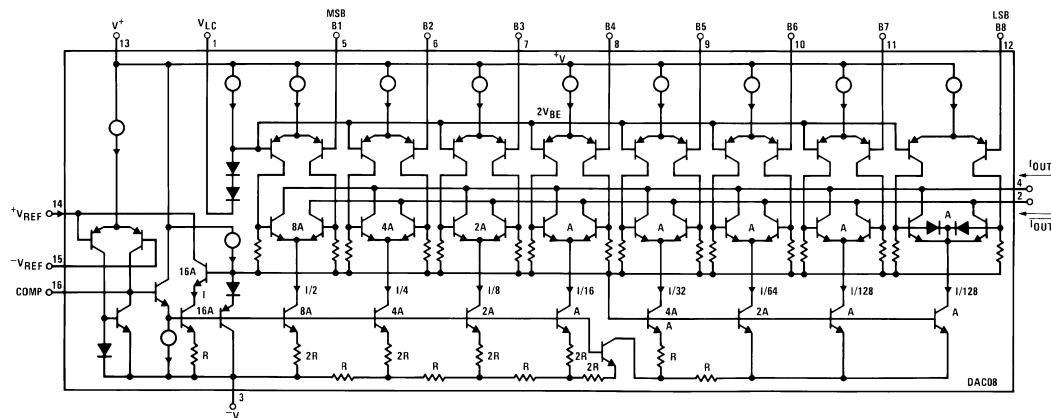 V+ VLC MSB B1 B2 B3 B4 B5 B6 B7 LSB B8
13 1 5 6 7 8 9 10 11 12
+V
2VBE
IOUT
4
2
IOUT
14 +VREF
15 −VREF
16 COMP
8A 4A 2A A A A A A
16A
I I/2 I/4 I/8 I/16 I/32 I/64 I/128 I/128
16A 8A 4A 2A A 4A 2A A A
A
R 2R 2R 2R 2R 2R R
R R R R
DAC08
3
−V